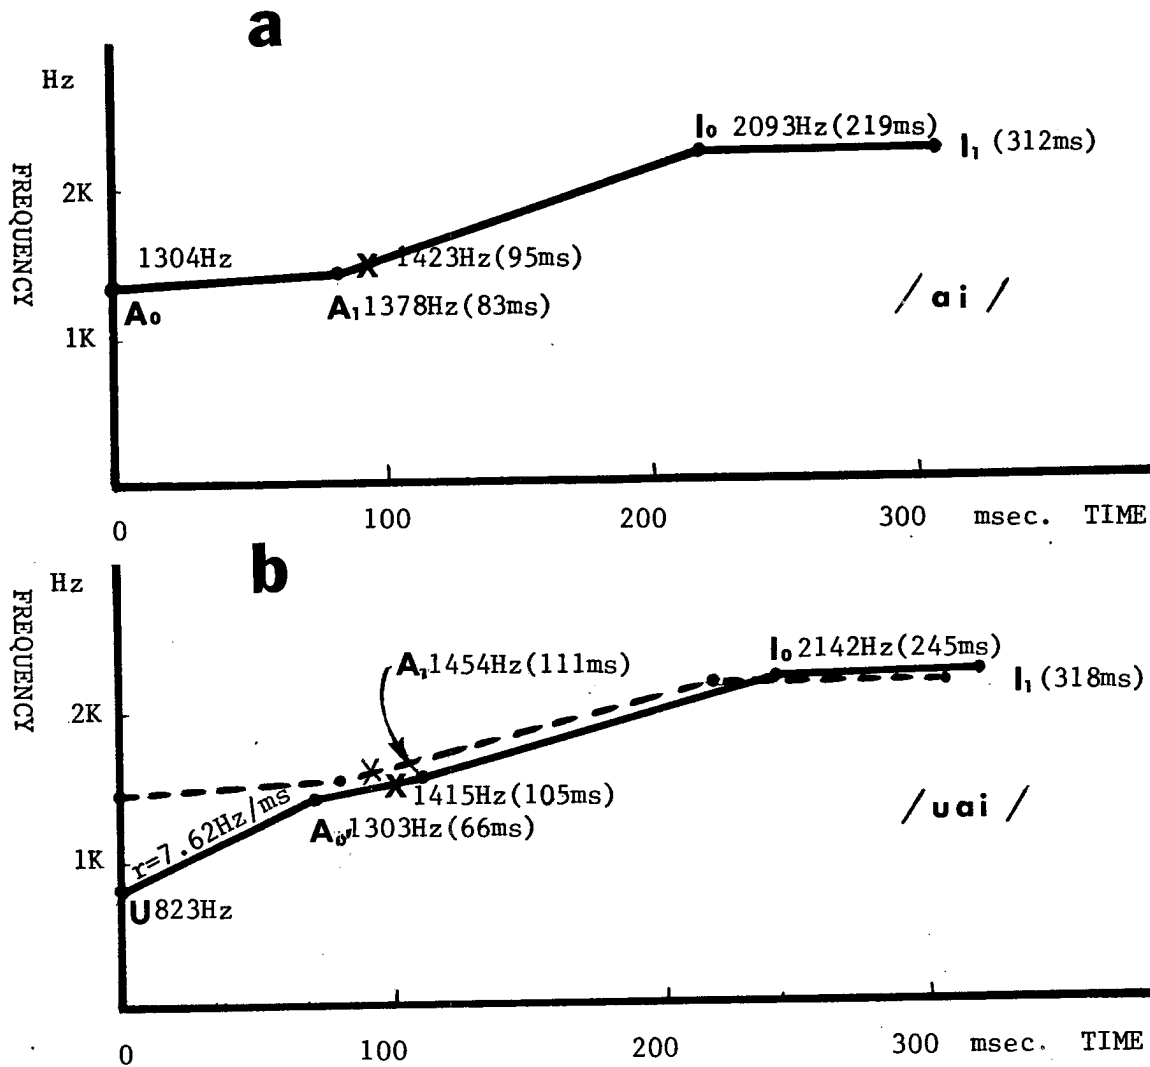 a
Hz
FREQUENCY
2K
1K
I₀ 2093Hz(219ms)
I₁ (312ms)
1304Hz
X 1423Hz(95ms)
A₀
A₁ 1378Hz(83ms)
/ ai /
0
100
200
300
msec. TIME
b
Hz
FREQUENCY
2K
1K
A₁ 1454Hz(111ms)
I₀ 2142Hz(245ms)
I₁ (318ms)
X
X 1415Hz(105ms)
r=7.62Hz/ms
1303Hz(66ms)
U 823Hz
/ uai /
0
100
200
300
msec. TIME